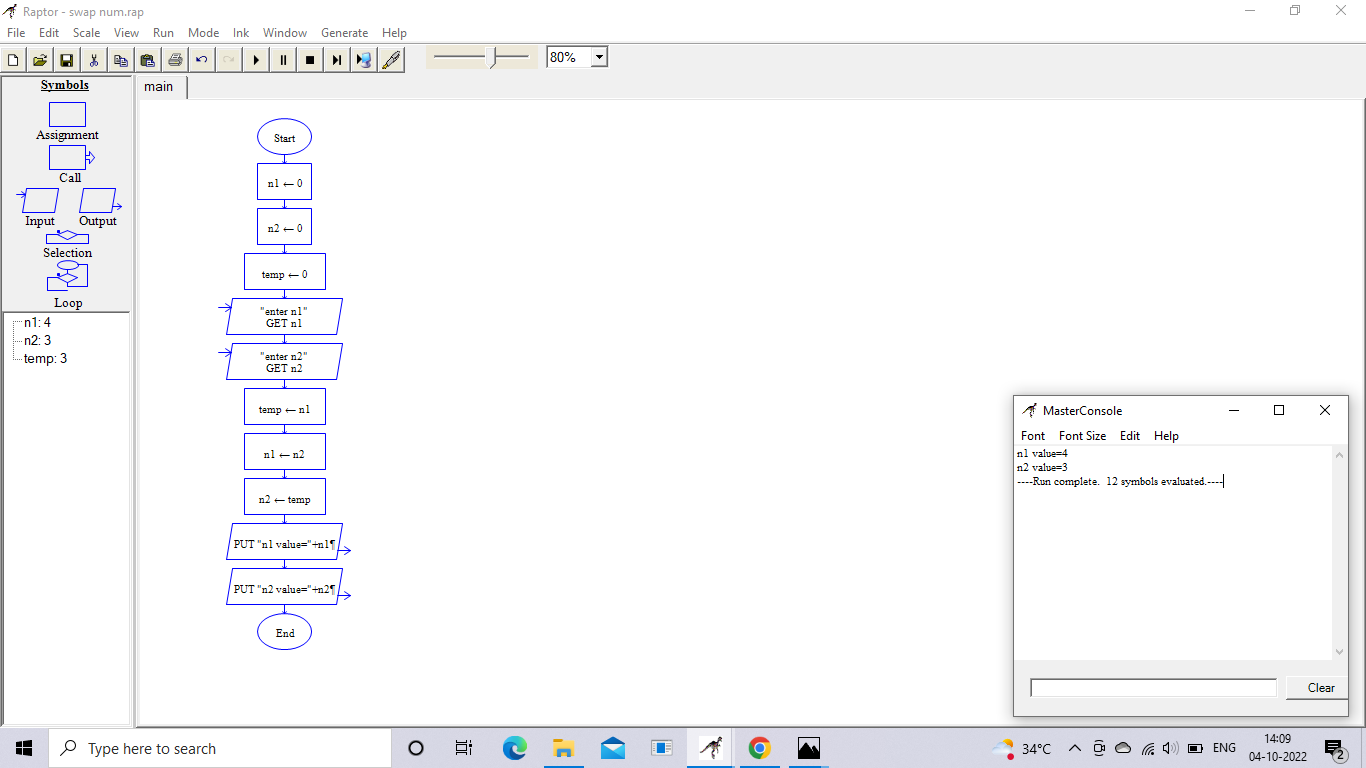 Raptor - swap num.rap
File Edit Scale View Run Mode Ink Window Generate Help
80%
Symbols
main
Assignment
Call
Input Output
Selection
Loop
n1: 4
n2: 3
temp: 3
Start
n1 ← 0
n2 ← 0
temp ← 0
"enter n1"
GET n1
"enter n2"
GET n2
temp ← n1
n1 ← n2
n2 ← temp
PUT "n1 value="+n1¶
PUT "n2 value="+n2¶
End
MasterConsole
Font Font Size Edit Help
n1 value=4
n2 value=3
----Run complete. 12 symbols evaluated.----
Clear
Type here to search
34°C
ENG
14:09
04-10-2022
2